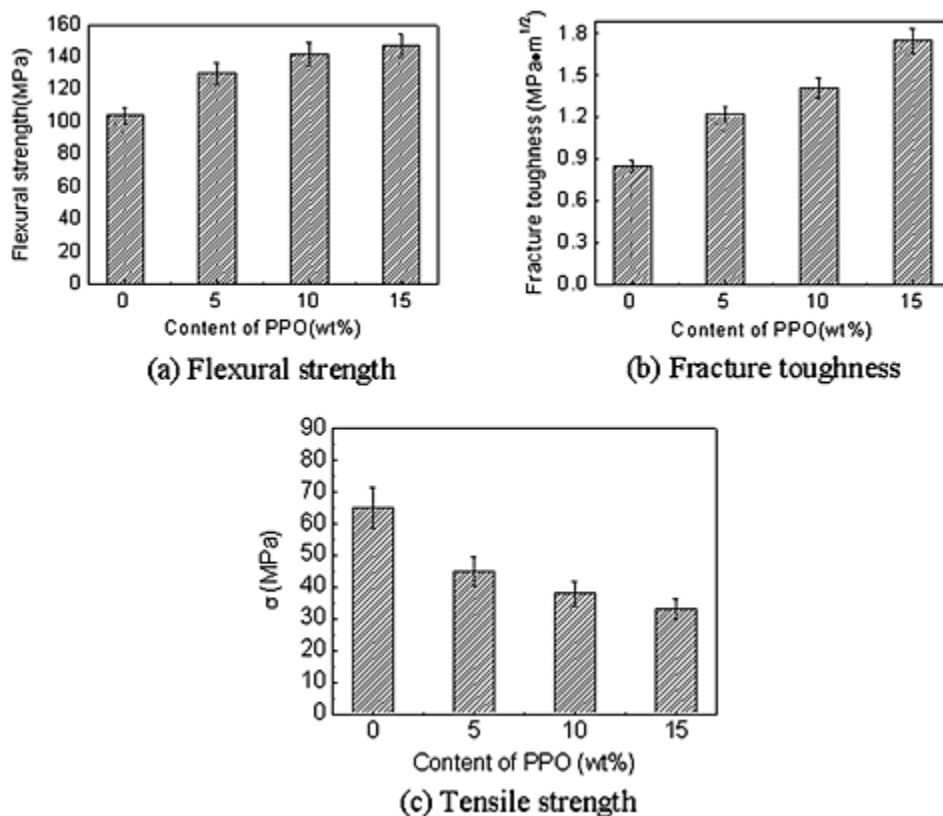 Flexural strength(MPa)
160
140
120
100
80
60
40
20
0
0 5 10 15
Content of PPO(wt%)
(a) Flexural strength
Fracture toughness (MPa•m1/2)
1.8
1.5
1.2
0.9
0.6
0.3
0.0
0 5 10 15
Content of PPO(wt%)
(b) Fracture toughness
σ (MPa)
90
80
70
60
50
40
30
20
10
0
0 5 10 15
Content of PPO (wt%)
(c) Tensile strength